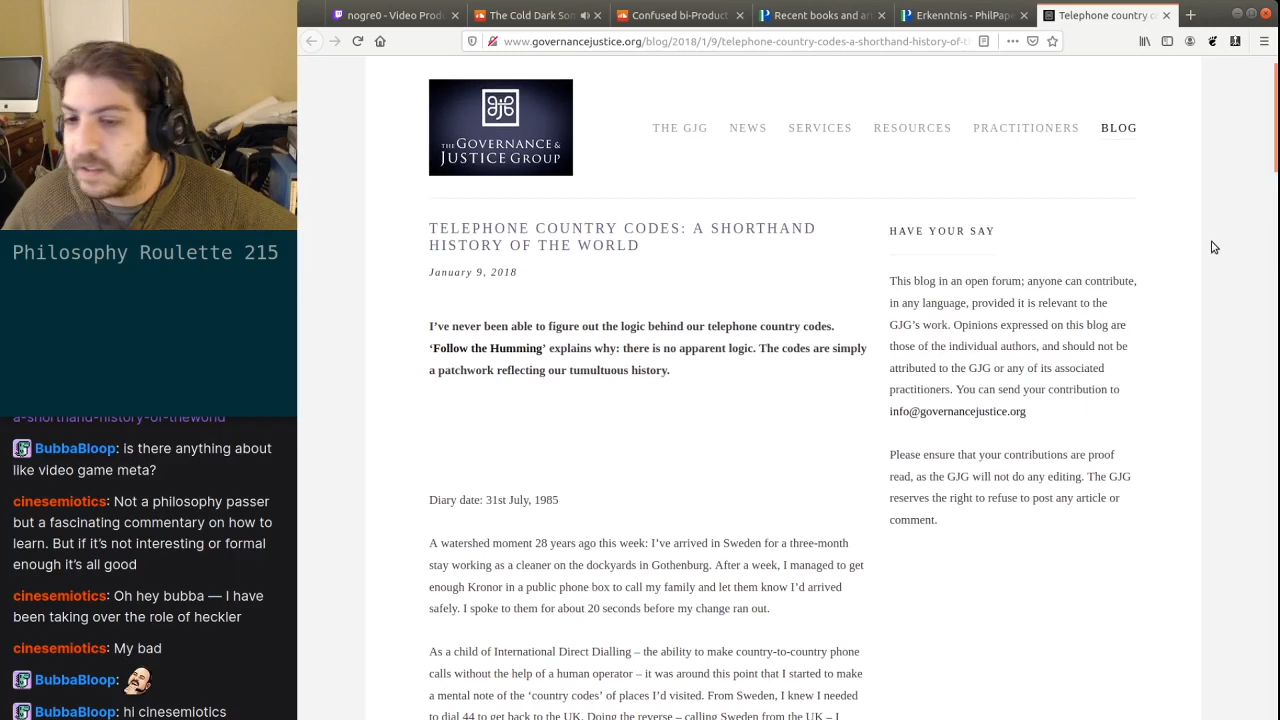 nogre0 - Video Produ
The Cold Dark Som
Confused bi-Product
Recent books and an
Erkenntnis - PhilPape
Telephone country co
www.governancejustice.org/blog/2018/1/9/telephone-country-codes-a-shorthand-history-of-t
gjg
THE GOVERNANCE &
JUSTICE GROUP
THE GJG NEWS SERVICES RESOURCES PRACTITIONERS BLOG
TELEPHONE COUNTRY CODES: A SHORTHAND
HISTORY OF THE WORLD
January 9, 2018
I’ve never been able to figure out the logic behind our telephone country codes.
‘Follow the Humming’ explains why: there is no apparent logic. The codes are simply
a patchwork reflecting our tumultuous history.
Diary date: 31st July, 1985
A watershed moment 28 years ago this week: I’ve arrived in Sweden for a three-month
stay working as a cleaner on the dockyards in Gothenburg. After a week, I managed to get
enough Kronor in a public phone box to call my family and let them know I’d arrived
safely. I spoke to them for about 20 seconds before my change ran out.
As a child of International Direct Dialling – the ability to make country-to-country phone
calls without the help of a human operator – it was around this point that I started to make
a mental note of the ‘country codes’ of places I’d visited. From Sweden, I knew I needed
to dial 44 to get back to the UK. Doing the reverse – calling Sweden from the UK – I
HAVE YOUR SAY
This blog in an open forum; anyone can contribute,
in any language, provided it is relevant to the
GJG’s work. Opinions expressed on this blog are
those of the individual authors, and should not be
attributed to the GJG or any of its associated
practitioners. You can send your contribution to
info@governancejustice.org
Please ensure that your contributions are proof
read, as the GJG will not do any editing. The GJG
reserves the right to refuse to post any article or
comment.
Philosophy Roulette 215
a-shorthand-history-of-theworld
BubbaBloop: is there anything about
like video game meta?
cinesemiotics: Not a philosophy passer
but a fascinating commentary on how to
learn. But if it’s not interesting or formal
enough it’s all good
cinesemiotics: Oh hey bubba — I have
been taking over the role of heckler
cinesemiotics: My bad
BubbaBloop:
BubbaBloop: hi cinesemiotics